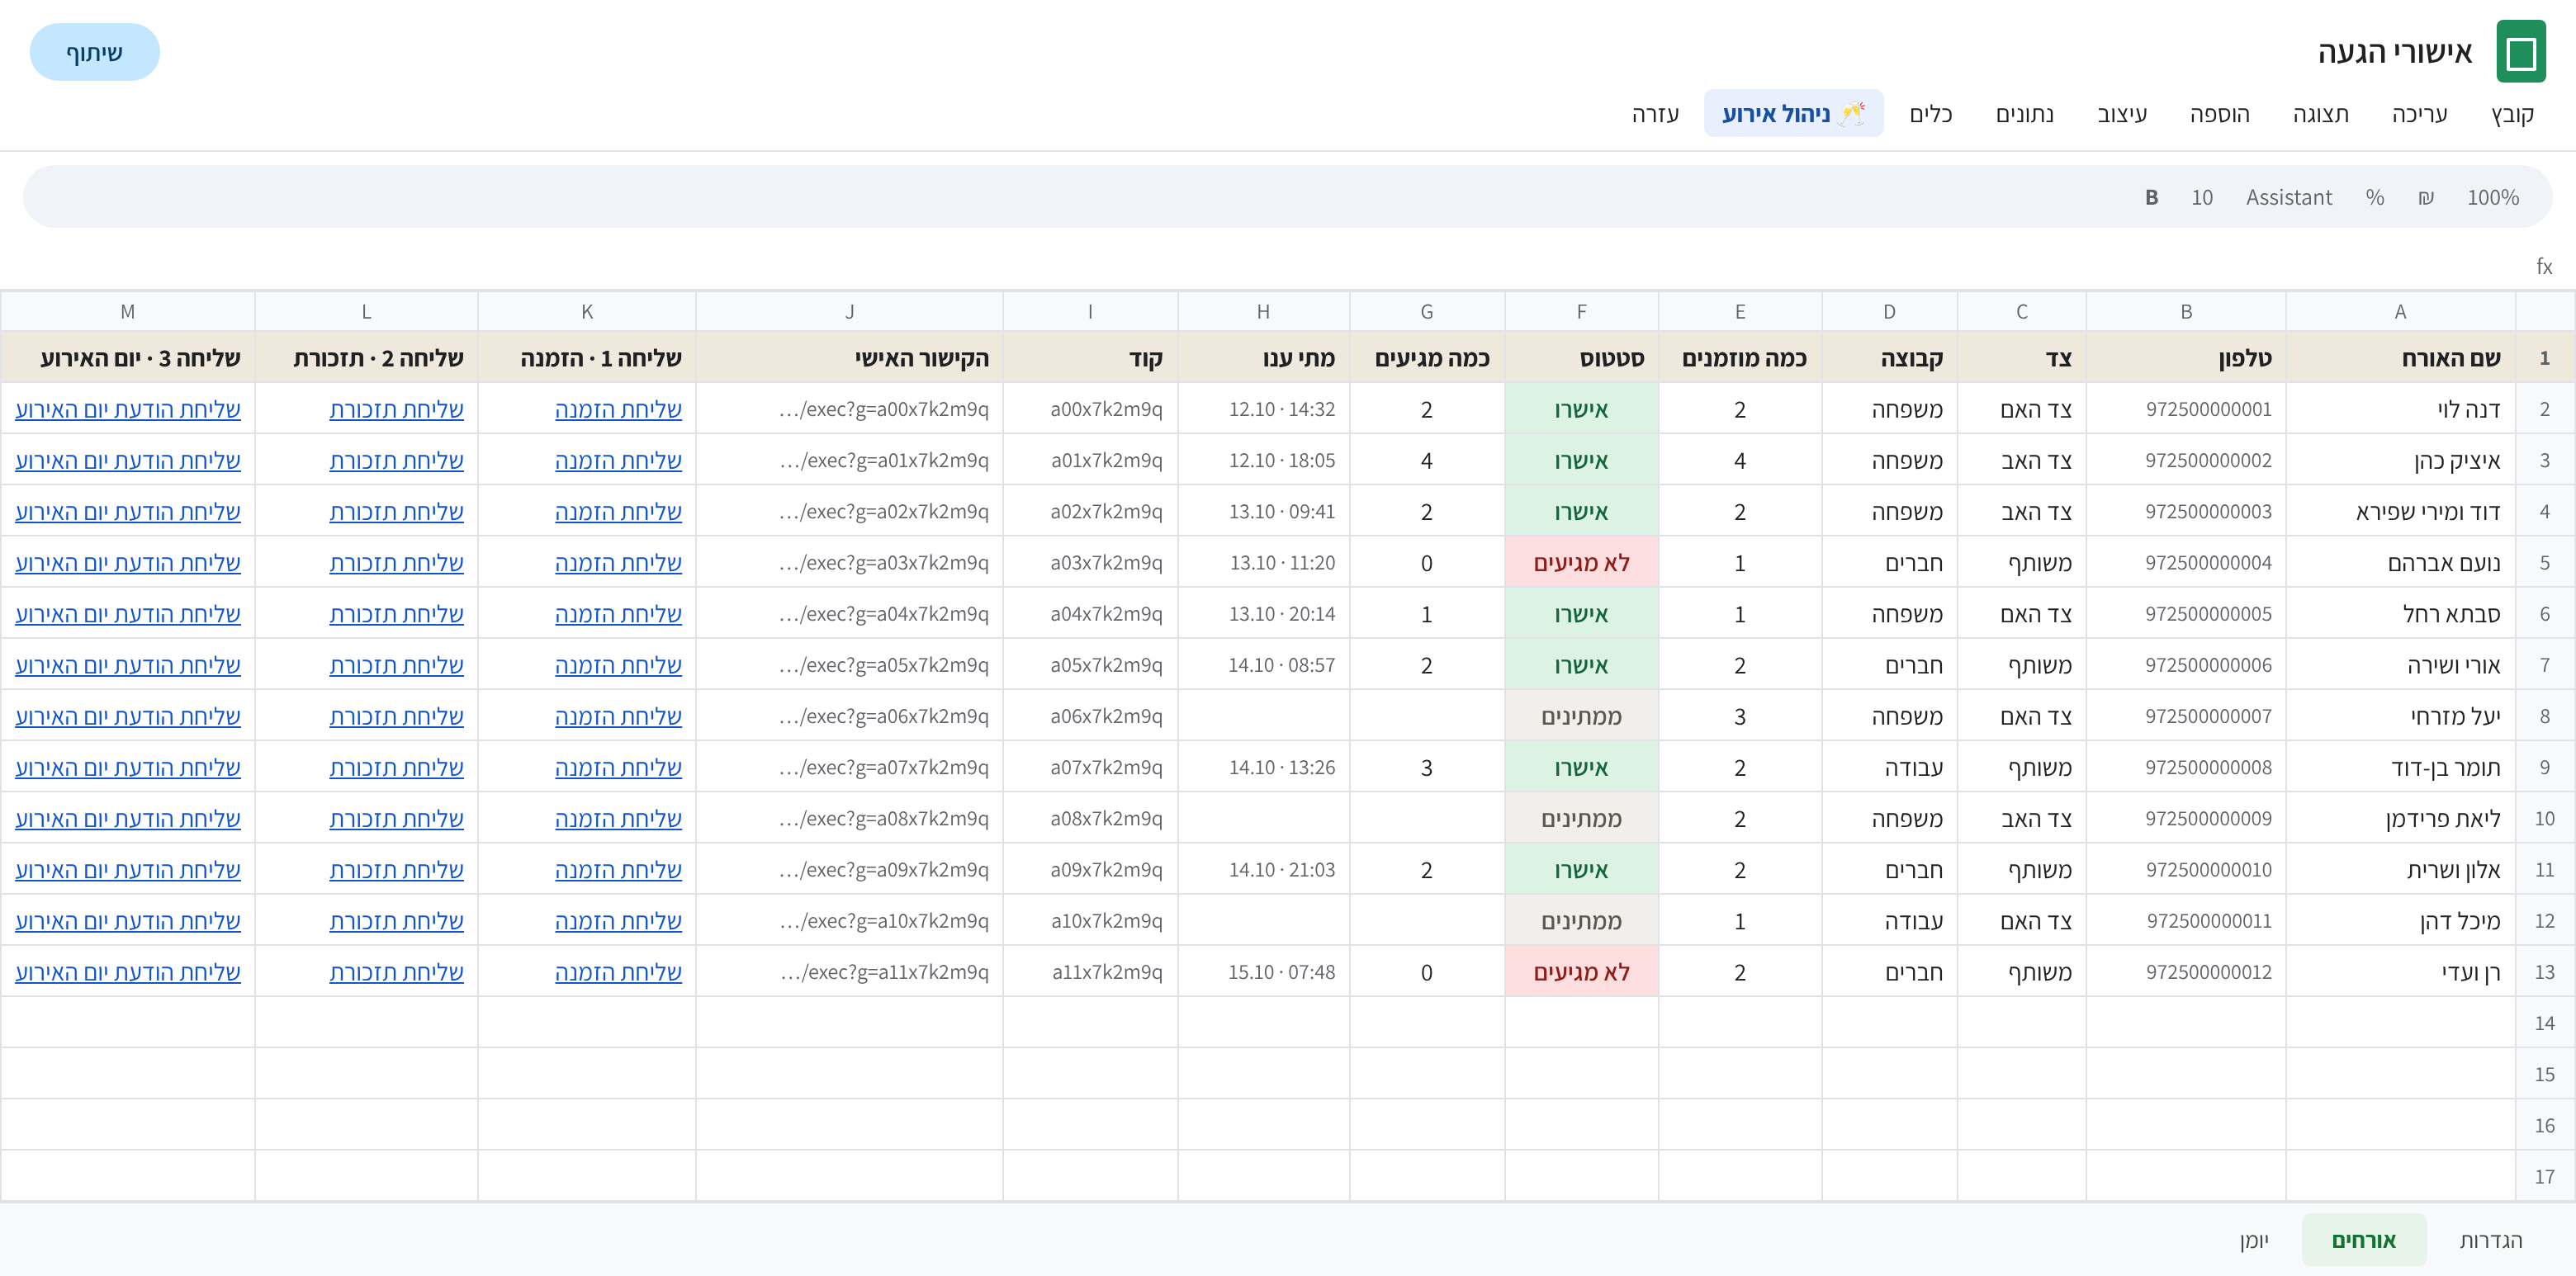 אישורי הגעה
שיתוף
קובץ עריכה תצוגה הוספה עיצוב נתונים כלים 🥂 ניהול אירוע עזרה
100% ₪ % Assistant 10 B
fx
A B C D E F G H I J K L M
1 שם האורח טלפון צד קבוצה כמה מוזמנים סטטוס כמה מגיעים מתי ענו קוד הקישור האישי שליחה 1 · הזמנה שליחה 2 · תזכורת שליחה 3 · יום האירוע
2 דנה לוי 972500000001 צד האם משפחה 2 אישרו 2 12.10 · 14:32 a00x7k2m9q …/exec?g=a00x7k2m9q שליחת הזמנה שליחת תזכורת שליחת הודעת יום האירוע
3 איציק כהן 972500000002 צד האב משפחה 4 אישרו 4 12.10 · 18:05 a01x7k2m9q …/exec?g=a01x7k2m9q שליחת הזמנה שליחת תזכורת שליחת הודעת יום האירוע
4 דוד ומירי שפירא 972500000003 צד האב משפחה 2 אישרו 2 13.10 · 09:41 a02x7k2m9q …/exec?g=a02x7k2m9q שליחת הזמנה שליחת תזכורת שליחת הודעת יום האירוע
5 נועם אברהם 972500000004 משותף חברים 1 לא מגיעים 0 13.10 · 11:20 a03x7k2m9q …/exec?g=a03x7k2m9q שליחת הזמנה שליחת תזכורת שליחת הודעת יום האירוע
6 סבתא רחל 972500000005 צד האם משפחה 1 אישרו 1 13.10 · 20:14 a04x7k2m9q …/exec?g=a04x7k2m9q שליחת הזמנה שליחת תזכורת שליחת הודעת יום האירוע
7 אורי ושירה 972500000006 משותף חברים 2 אישרו 2 14.10 · 08:57 a05x7k2m9q …/exec?g=a05x7k2m9q שליחת הזמנה שליחת תזכורת שליחת הודעת יום האירוע
8 יעל מזרחי 972500000007 צד האם משפחה 3 ממתינים a06x7k2m9q …/exec?g=a06x7k2m9q שליחת הזמנה שליחת תזכורת שליחת הודעת יום האירוע
9 תומר בן-דוד 972500000008 משותף עבודה 2 אישרו 3 14.10 · 13:26 a07x7k2m9q …/exec?g=a07x7k2m9q שליחת הזמנה שליחת תזכורת שליחת הודעת יום האירוע
10 ליאת פרידמן 972500000009 צד האב משפחה 2 ממתינים a08x7k2m9q …/exec?g=a08x7k2m9q שליחת הזמנה שליחת תזכורת שליחת הודעת יום האירוע
11 אלון ושרית 972500000010 משותף חברים 2 אישרו 2 14.10 · 21:03 a09x7k2m9q …/exec?g=a09x7k2m9q שליחת הזמנה שליחת תזכורת שליחת הודעת יום האירוע
12 מיכל דהן 972500000011 צד האם עבודה 1 ממתינים a10x7k2m9q …/exec?g=a10x7k2m9q שליחת הזמנה שליחת תזכורת שליחת הודעת יום האירוע
13 רן ועדי 972500000012 משותף חברים 2 לא מגיעים 0 15.10 · 07:48 a11x7k2m9q …/exec?g=a11x7k2m9q שליחת הזמנה שליחת תזכורת שליחת הודעת יום האירוע
14
15
16
17
הגדרות אורחים יומן